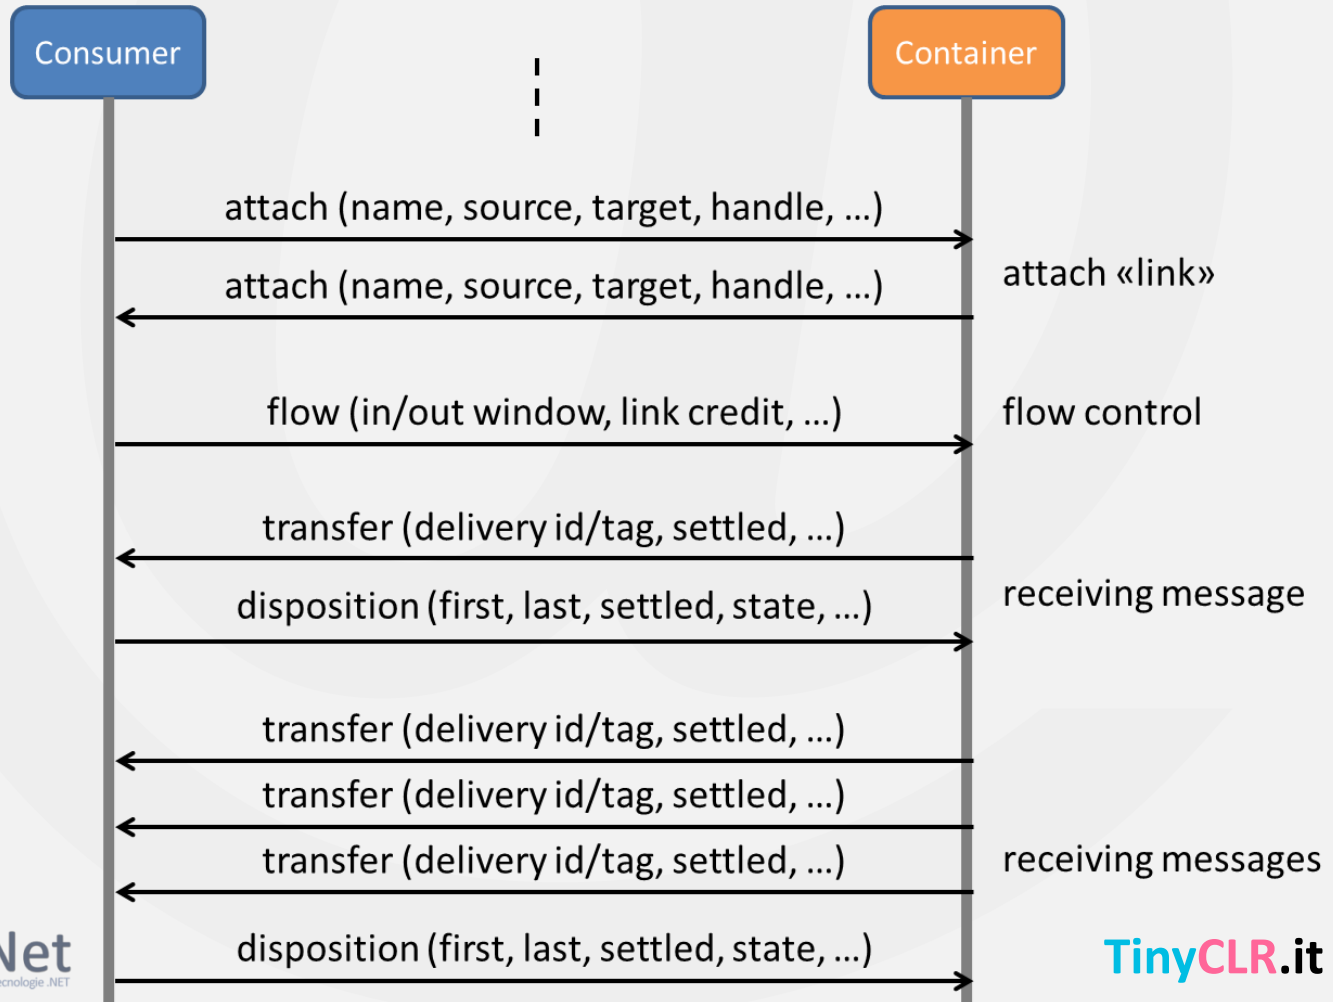 Consumer
Container
attach (name, source, target, handle, ...)
attach «link»
attach (name, source, target, handle, ...)
flow (in/out window, link credit, ...)
flow control
transfer (delivery id/tag, settled, ...)
receiving message
disposition (first, last, settled, state, ...)
transfer (delivery id/tag, settled, ...)
transfer (delivery id/tag, settled, ...)
transfer (delivery id/tag, settled, ...)
receiving messages
disposition (first, last, settled, state, ...)
Net
ecnologie .NET
TinyCLR.it